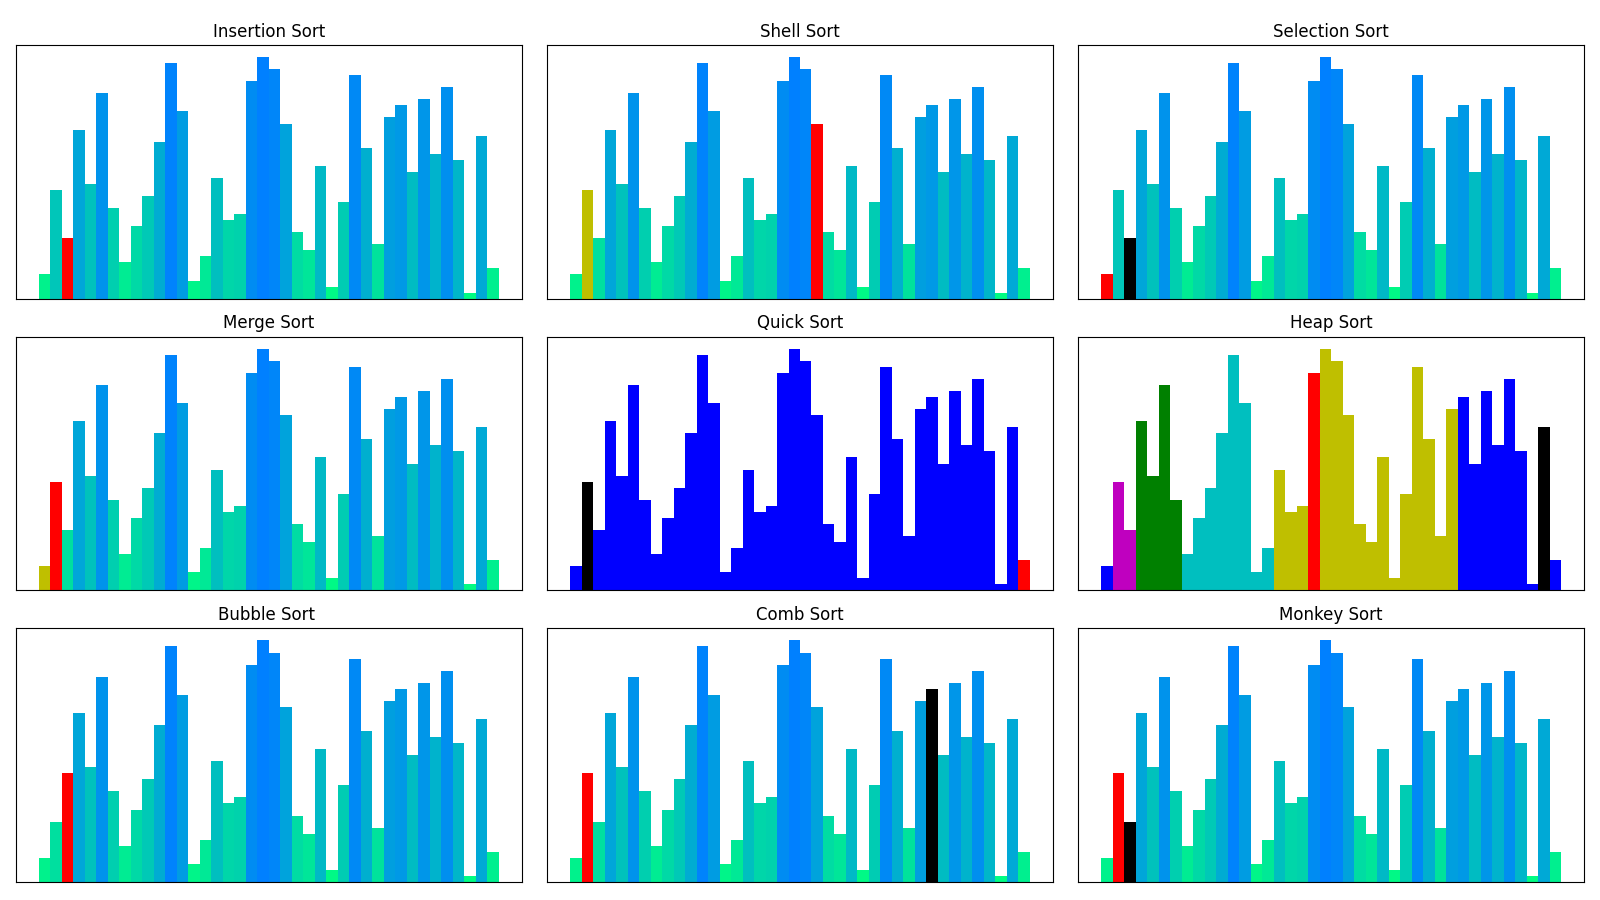 Insertion Sort
Shell Sort
Selection Sort
Merge Sort
Quick Sort
Heap Sort
Bubble Sort
Comb Sort
Monkey Sort